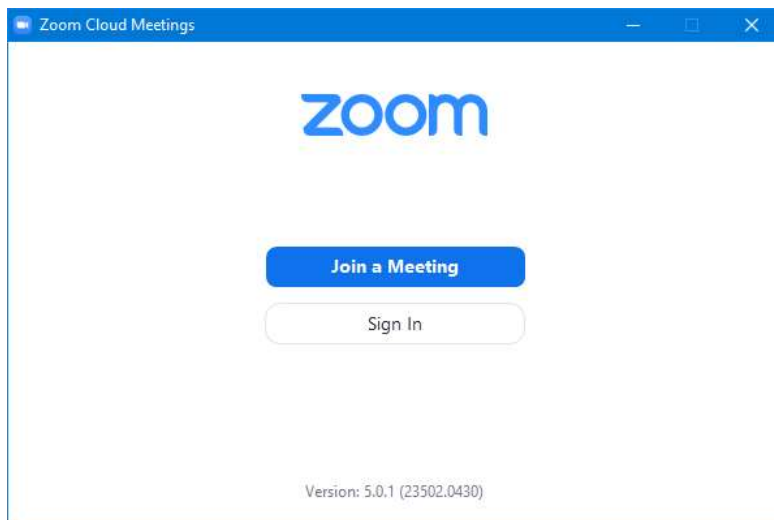 Zoom Cloud Meetings
zoom
Join a Meeting
Sign In
Version: 5.0.1 (23502.0430)